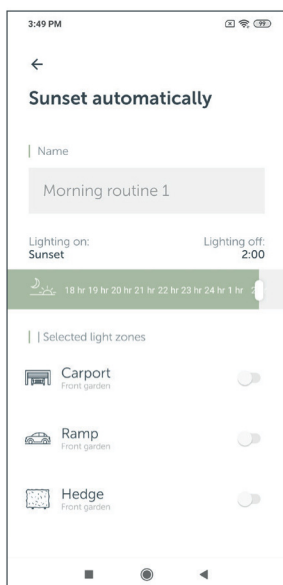 3:49 PM
99
Sunset automatically
| Name
Morning routine 1
Lighting on: Lighting off:
Sunset 2:00
18 hr 19 hr 20 hr 21 hr 22 hr 23 hr 24 hr 1 hr
| | Selected light zones
Carport
Front garden
Ramp
Front garden
Hedge
Front garden